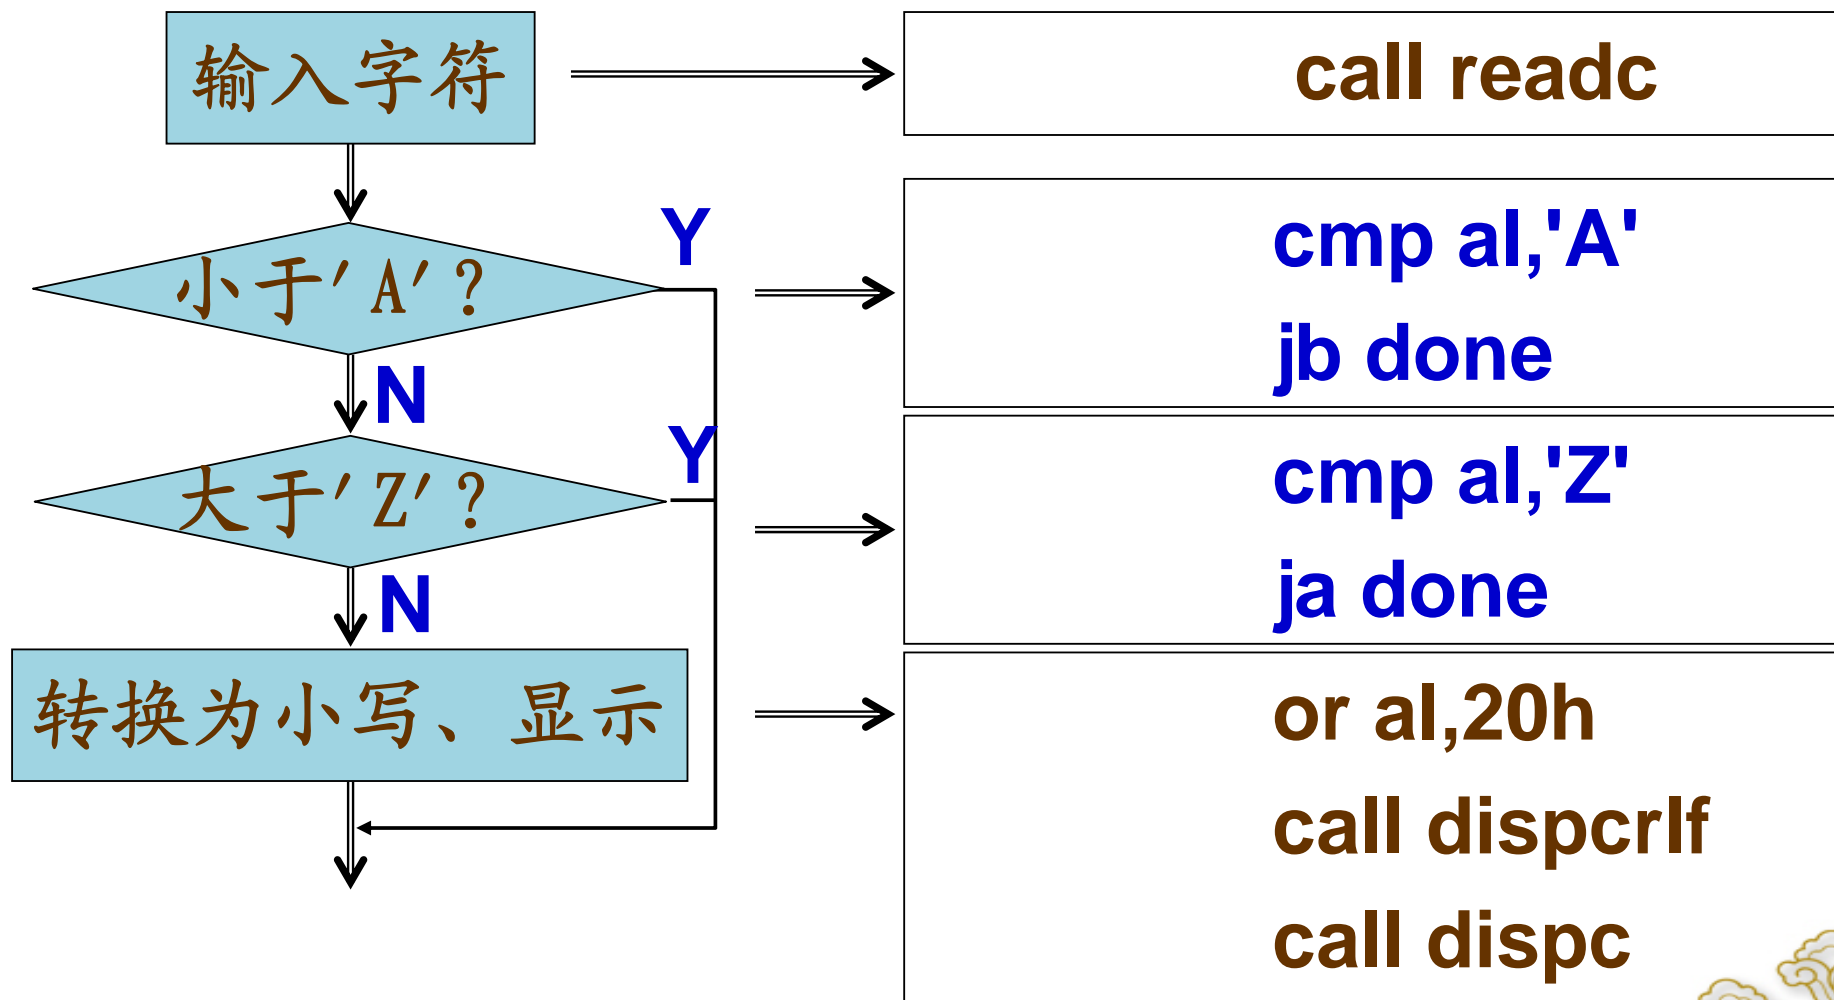 输入字符
call readc
小于'A'?
Y
cmp al,'A'
jb done
N
大于'Z'?
Y
cmp al,'Z'
ja done
N
转换为小写、显示
or al,20h
call dispcrlf
call dispc